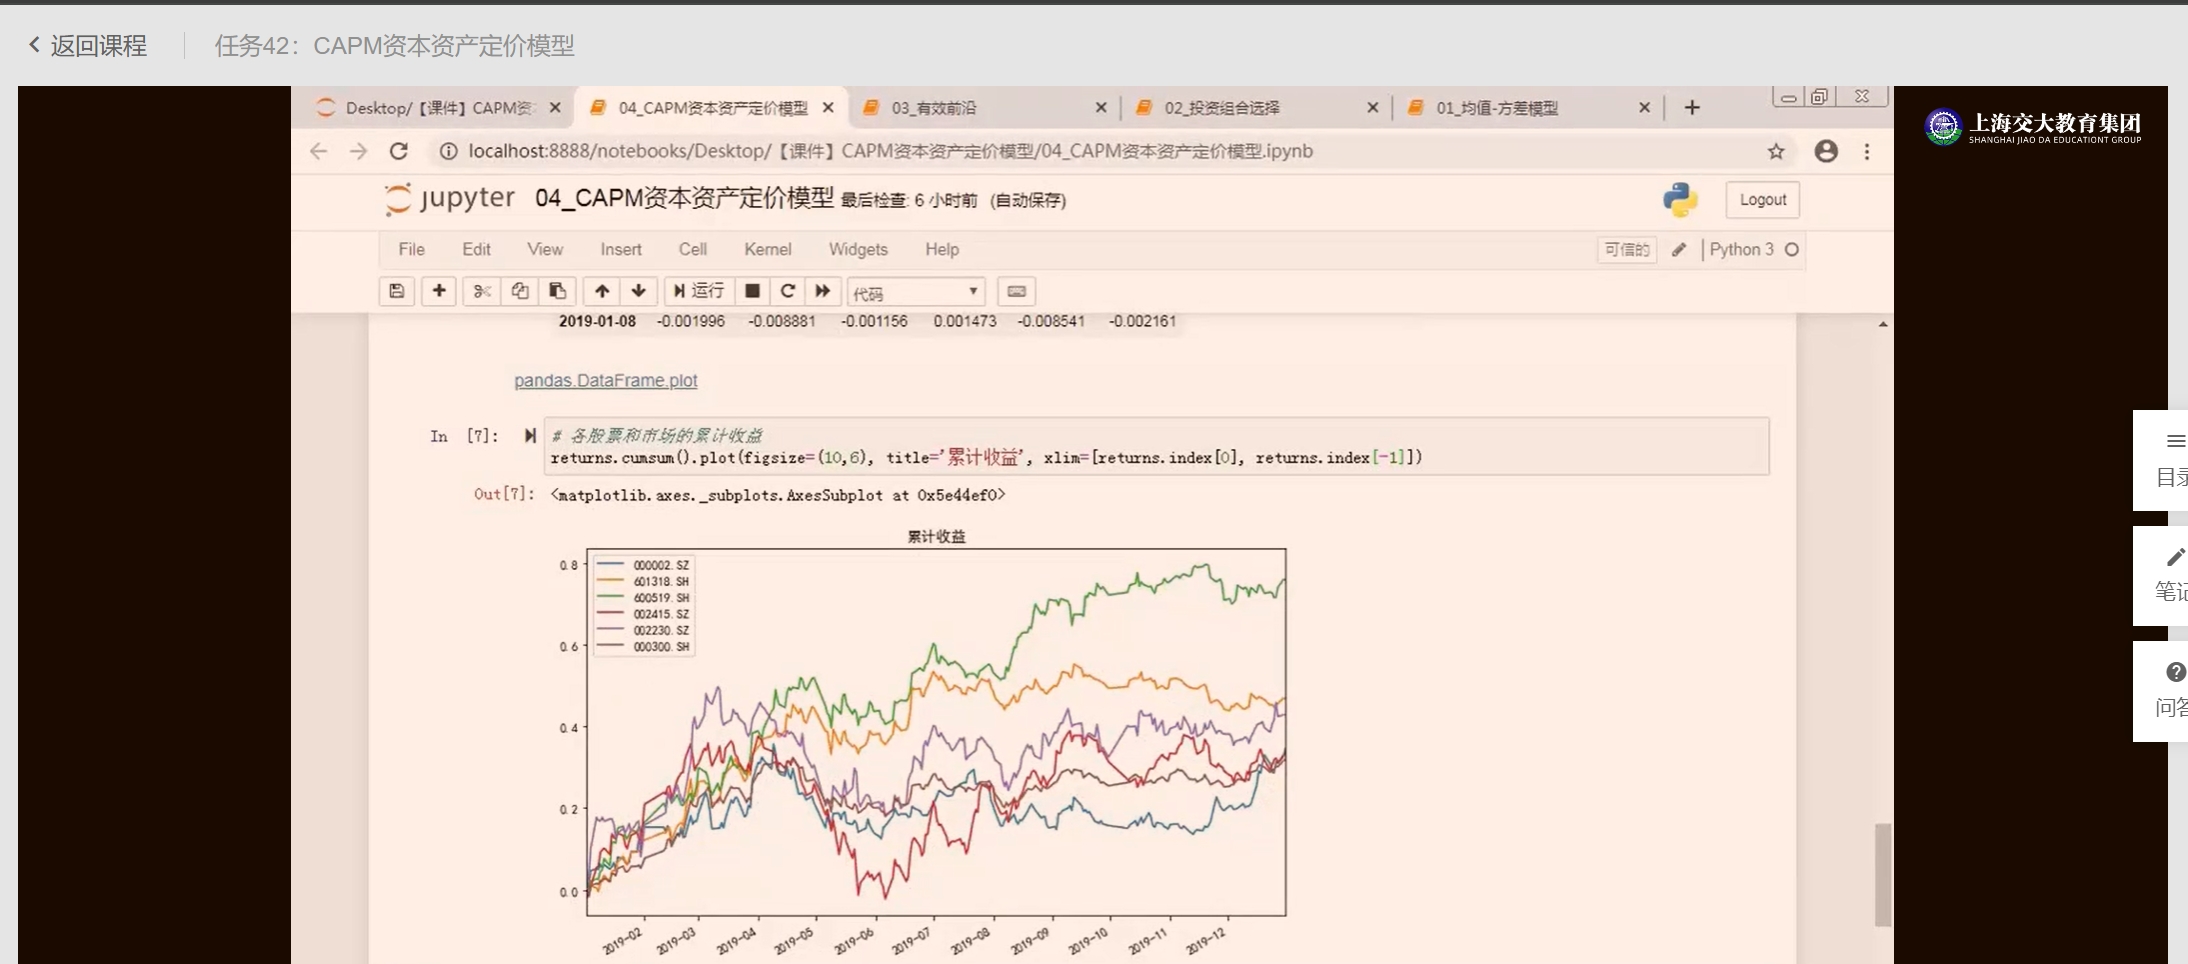 返回课程
任务42：CAPM资本资产定价模型
Desktop/【课件】CAPM资
04_CAPM资本资产定价模型
03_有效前沿
02_投资组合选择
01_均值-方差模型
上海交大教育集团
SHANGHAI JIAO DA EDUCATIONT GROUP
localhost:8888/notebooks/Desktop/【课件】CAPM资本资产定价模型/04_CAPM资本资产定价模型.ipynb
jupyter 04_CAPM资本资产定价模型 最后检查: 6 小时前 (自动保存)
Logout
File Edit View Insert Cell Kernel Widgets Help
可信的
Python 3
运行
代码
2019-01-08 -0.001996 -0.008881 -0.001156 0.001473 -0.008541 -0.002161
pandas.DataFrame.plot
In [7]:
# 各股票和市场的累计收益
returns.cumsum().plot(figsize=(10,6), title='累计收益', xlim=[returns.index[0], returns.index[-1]])
Out[7]: <matplotlib.axes._subplots.AxesSubplot at 0x5e44ef0>
累计收益
000002.SZ
601318.SH
600519.SH
002415.SZ
002230.SZ
000300.SH
0.8
0.6
0.4
0.2
0.0
2019-02
2019-03
2019-04
2019-05
2019-06
2019-07
2019-08
2019-09
2019-10
2019-11
2019-12
目录
笔记
问答